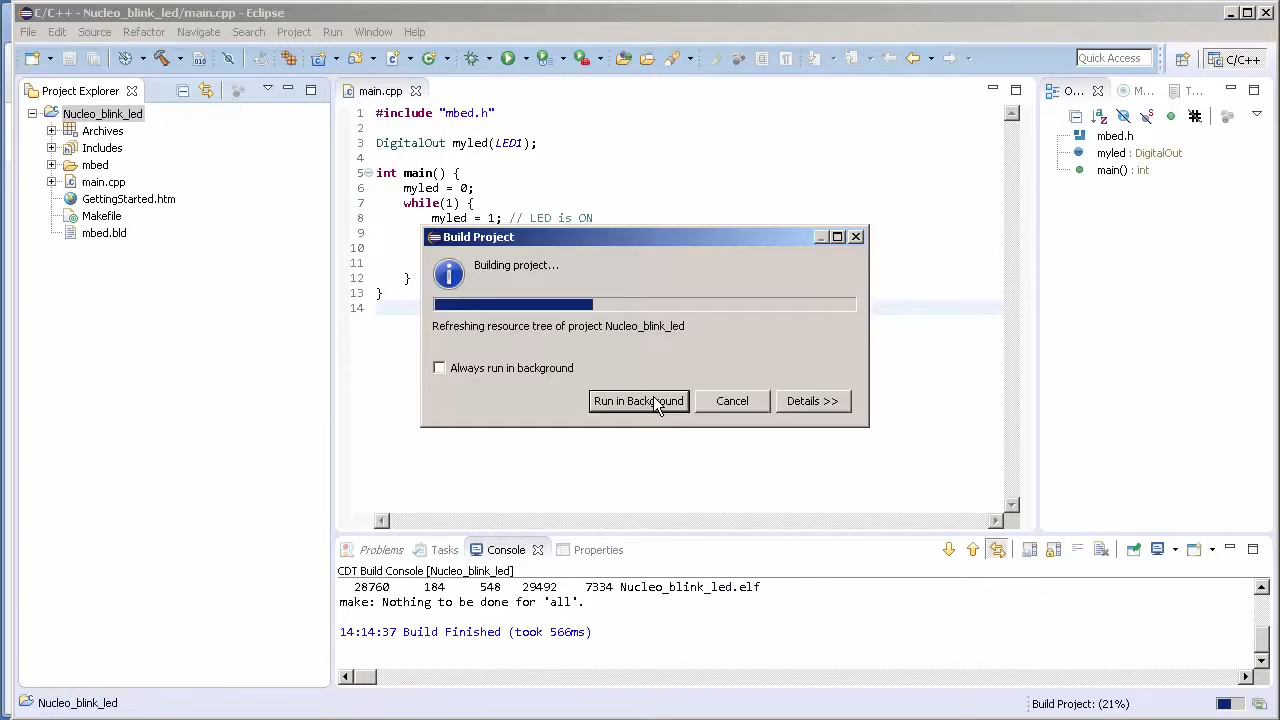 C/C++ - Nucleo_blink_led/main.cpp - Eclipse
File Edit Source Refactor Navigate Search Project Run Window Help
Quick Access
C/C++
Project Explorer
Nucleo_blink_led
Archives
Includes
mbed
main.cpp
GettingStarted.htm
Makefile
mbed.bld
main.cpp
1 #include "mbed.h"
2
3 DigitalOut myled(LED1);
4
5 int main() {
6 myled = 0;
7 while(1) {
8 myled = 1; // LED is ON
9
10
11
12 }
13 }
14
Build Project
Building project...
Refreshing resource tree of project Nucleo_blink_led
Always run in background
Run in Background
Cancel
Details >>
O...
M...
T...
mbed.h
myled : DigitalOut
main() : int
Problems
Tasks
Console
Properties
CDT Build Console [Nucleo_blink_led]
28760 184 548 29492 7334 Nucleo_blink_led.elf
make: Nothing to be done for 'all'.
14:14:37 Build Finished (took 566ms)
Nucleo_blink_led
Build Project: (21%)